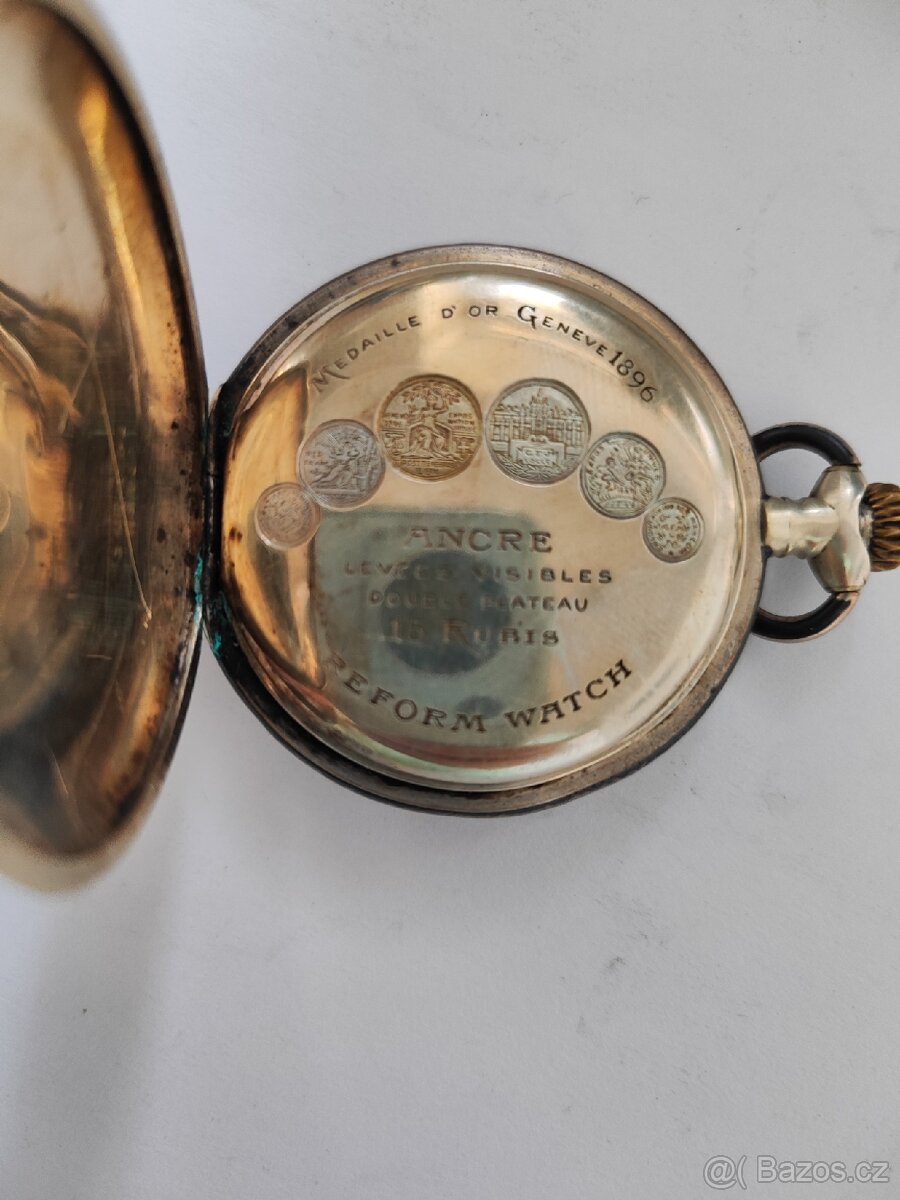 MEDAILLE D'OR GENEVE 1896
ANCRE
LEVEES VISIBLES
DOUBLE PLATEAU
15 RUBIS
REFORM WATCH
@( Bazos.cz